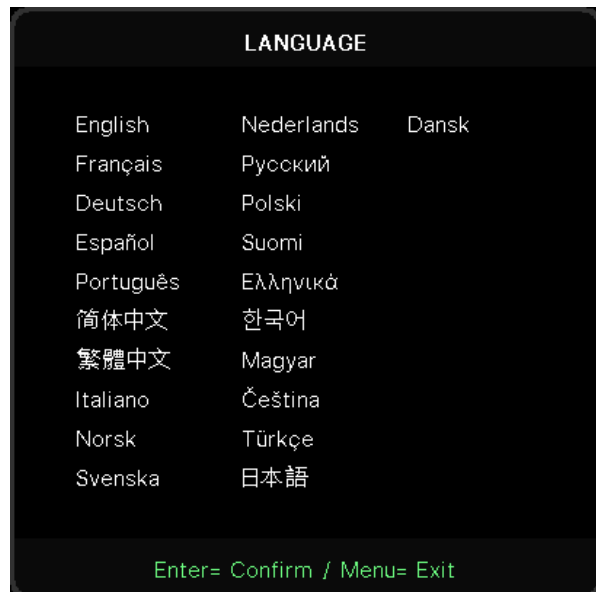 LANGUAGE
English Nederlands Dansk
Français Русский
Deutsch Polski
Español Suomi
Português Ελληνικά
简体中文 한국어
繁體中文 Magyar
Italiano Čeština
Norsk Türkçe
Svenska 日本語
Enter= Confirm / Menu= Exit